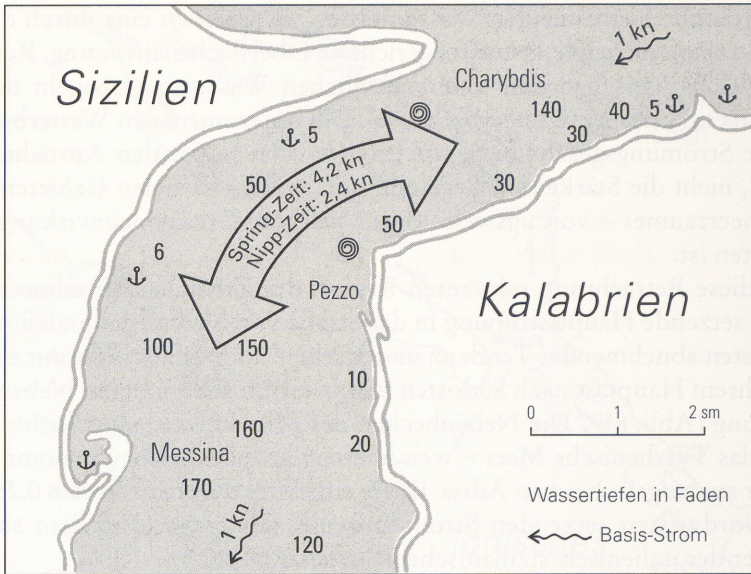 1 kn
Charybdis
Sizilien
140
40
5
30
5
50
30
Spring-Zeit: 4,2 kn
Nipp-Zeit: 2,4 kn
50
6
Pezzo
Kalabrien
100
150
10
0 1 2 sm
160
20
Messina
170
Wassertiefen in Faden
1 kn
Basis-Strom
120